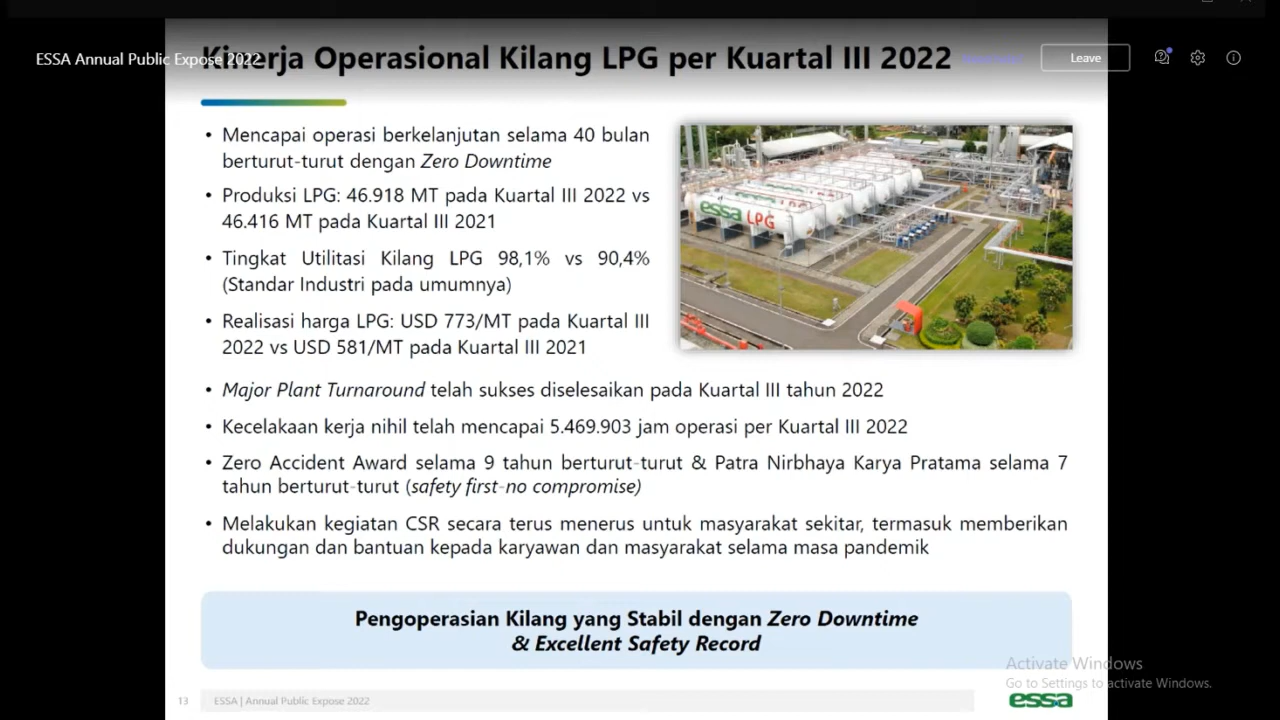 ESSA Annual Public Expose 2022
Kinerja Operasional Kilang LPG per Kuartal III 2022
Leave
• Mencapai operasi berkelanjutan selama 40 bulan
berturut-turut dengan Zero Downtime
• Produksi LPG: 46.918 MT pada Kuartal III 2022 vs
46.416 MT pada Kuartal III 2021
• Tingkat Utilitasi Kilang LPG 98,1% vs 90,4%
(Standar Industri pada umumnya)
• Realisasi harga LPG: USD 773/MT pada Kuartal III
2022 vs USD 581/MT pada Kuartal III 2021
essa LPG
• Major Plant Turnaround telah sukses diselesaikan pada Kuartal III tahun 2022
• Kecelakaan kerja nihil telah mencapai 5.469.903 jam operasi per Kuartal III 2022
• Zero Accident Award selama 9 tahun berturut-turut & Patra Nirbhaya Karya Pratama selama 7
tahun berturut-turut (safety first-no compromise)
• Melakukan kegiatan CSR secara terus menerus untuk masyarakat sekitar, termasuk memberikan
dukungan dan bantuan kepada karyawan dan masyarakat selama masa pandemik
Pengoperasian Kilang yang Stabil dengan Zero Downtime
& Excellent Safety Record
Activate Windows
Go to Settings to activate Windows.
13
ESSA | Annual Public Expose 2022
essa